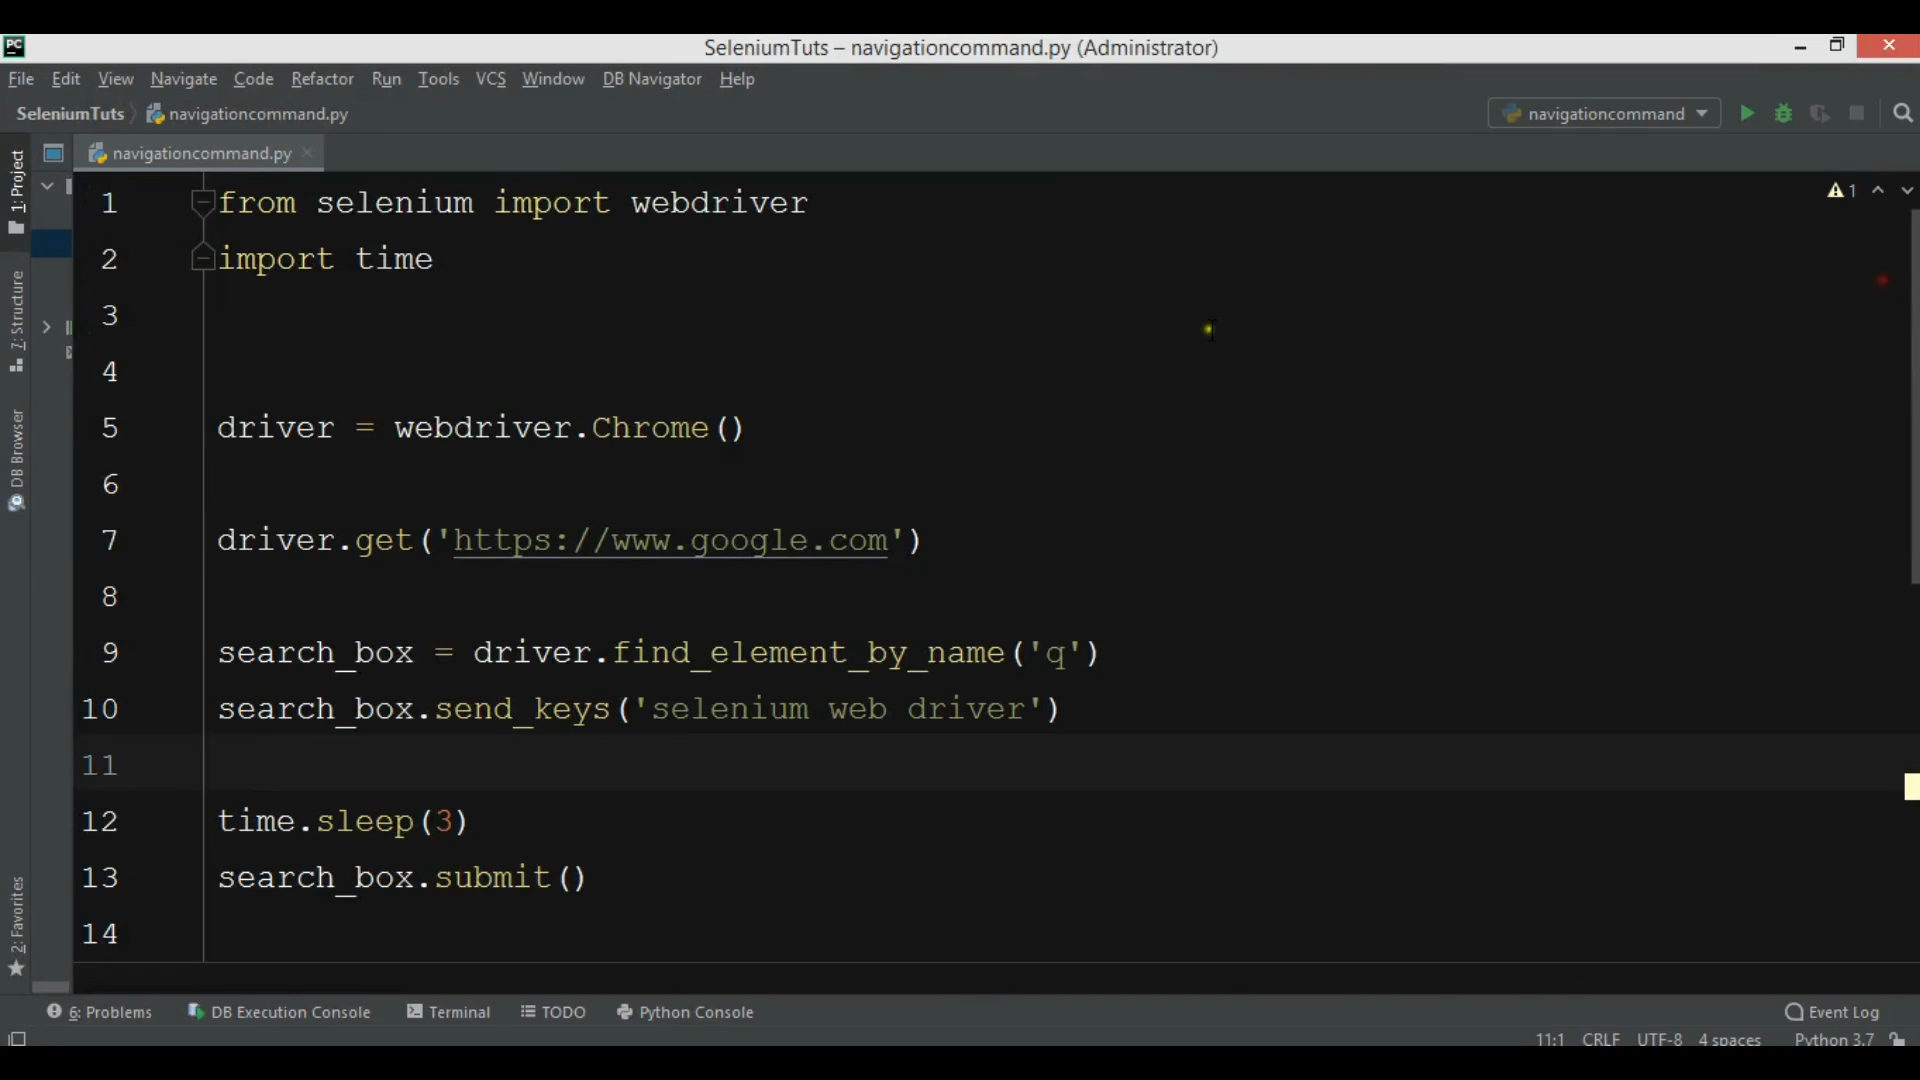 PC
SeleniumTuts – navigationcommand.py (Administrator)
File Edit View Navigate Code Refactor Run Tools VCS Window DB Navigator Help
SeleniumTuts navigationcommand.py
navigationcommand
navigationcommand.py
1: Project
7: Structure
DB Browser
2: Favorites
1
1 from selenium import webdriver
2 import time
3
4
5 driver = webdriver.Chrome()
6
7 driver.get('https://www.google.com')
8
9 search_box = driver.find_element_by_name('q')
10 search_box.send_keys('selenium web driver')
11
12 time.sleep(3)
13 search_box.submit()
14
6: Problems DB Execution Console Terminal TODO Python Console Event Log
11:1 CRLF UTF-8 4 spaces Python 3.7